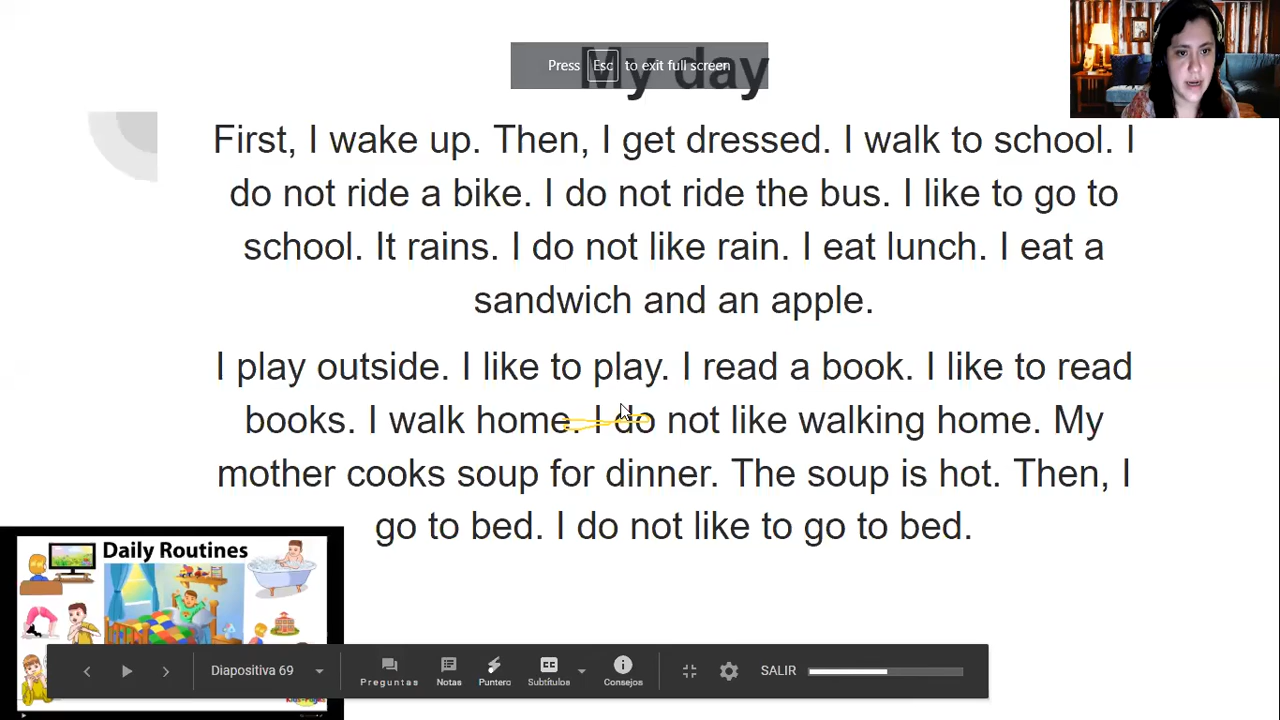 My day
Press Esc to exit full screen
First, I wake up. Then, I get dressed. I walk to school. I
do not ride a bike. I do not ride the bus. I like to go to
school. It rains. I do not like rain. I eat lunch. I eat a
sandwich and an apple.
I play outside. I like to play. I read a book. I like to read
books. I walk home. I do not like walking home. My
mother cooks soup for dinner. The soup is hot. Then, I
go to bed. I do not like to go to bed.
Daily Routines
Diapositiva 69
Preguntas
Notas
Puntero
CC
Subtítulos
Consejos
SALIR